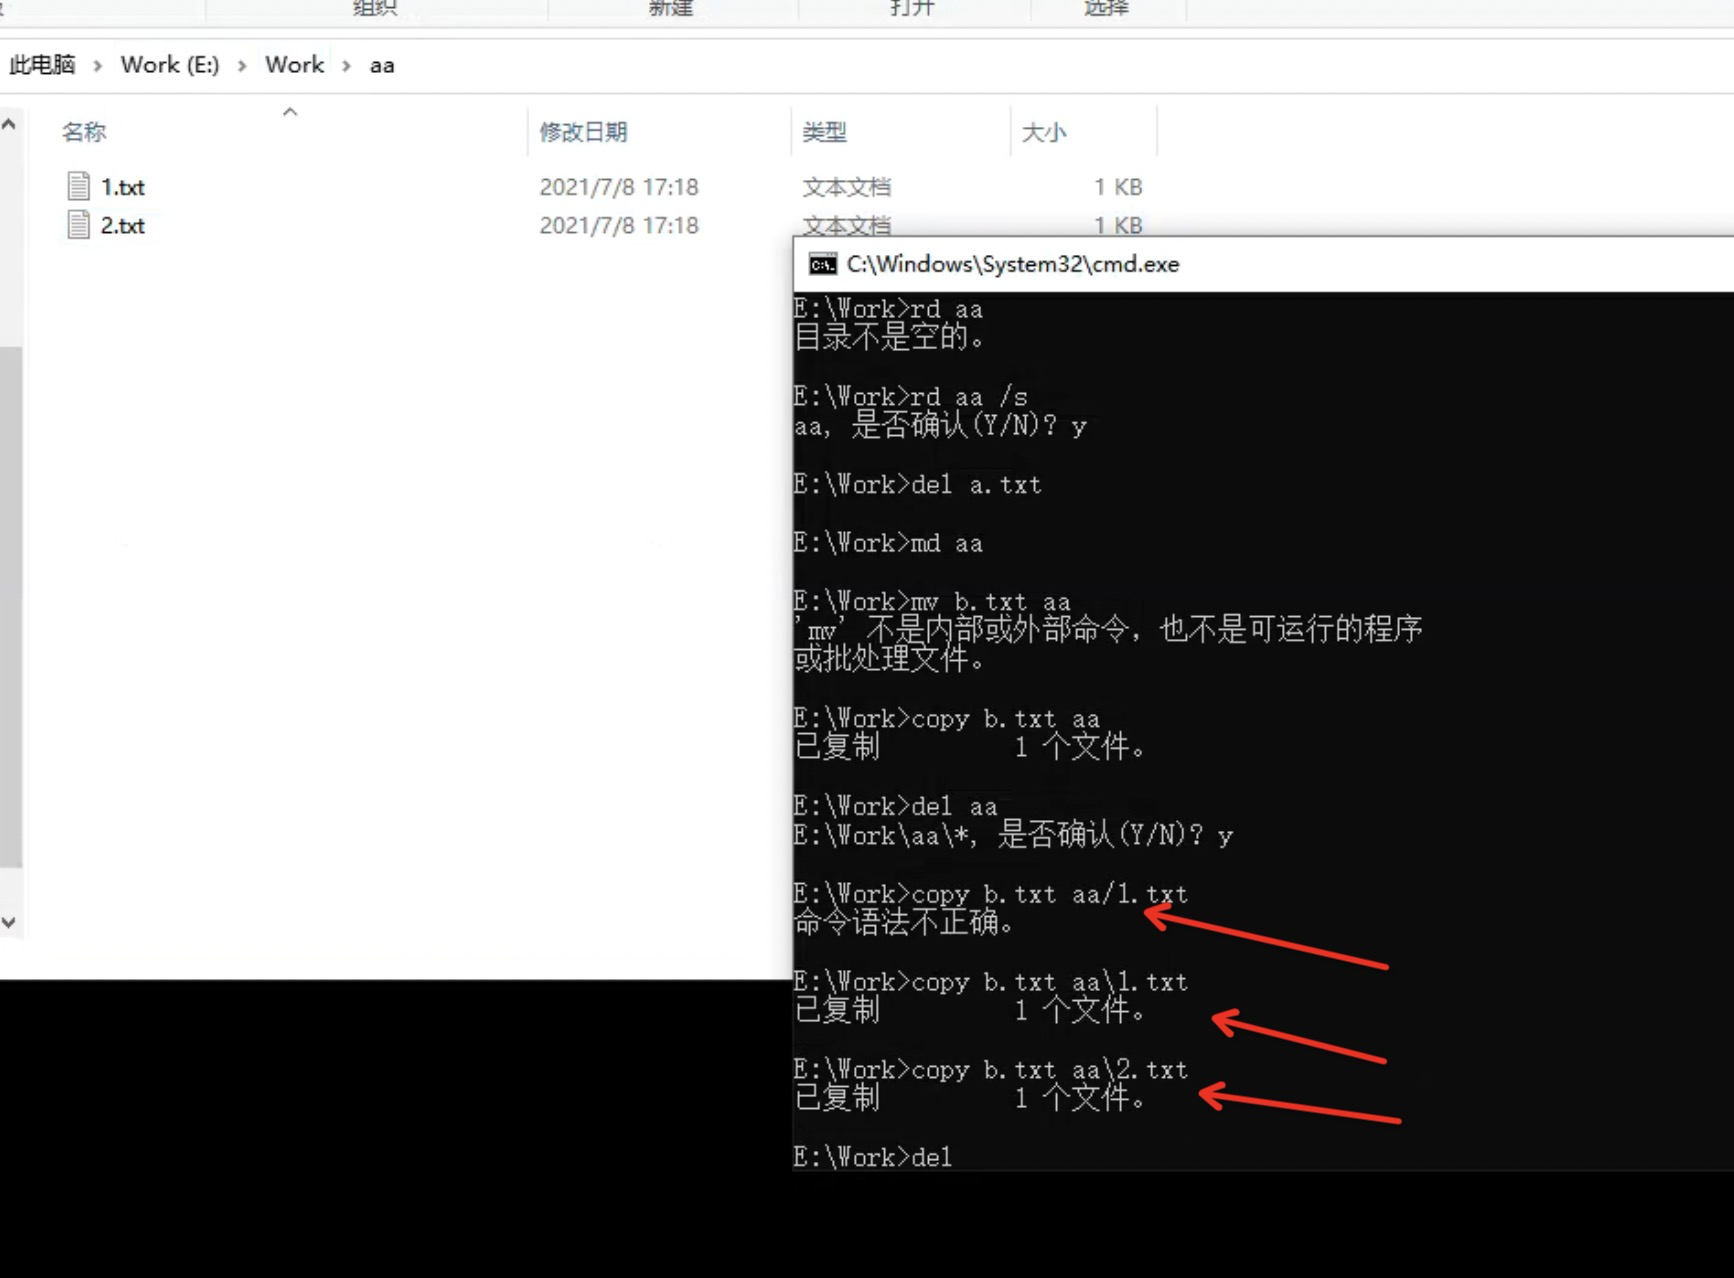 组织 新建 打开 选择
此电脑 › Work (E:) › Work › aa
名称 修改日期 类型 大小
1.txt 2021/7/8 17:18 文本文档 1 KB
2.txt 2021/7/8 17:18 文本文档 1 KB
C:\Windows\System32\cmd.exe
E:\Work>rd aa
目录不是空的。
E:\Work>rd aa /s
aa, 是否确认(Y/N)? y
E:\Work>del a.txt
E:\Work>md aa
E:\Work>mv b.txt aa
'mv' 不是内部或外部命令，也不是可运行的程序
或批处理文件。
E:\Work>copy b.txt aa
已复制 1 个文件。
E:\Work>del aa
E:\Work\aa\*, 是否确认(Y/N)? y
E:\Work>copy b.txt aa/1.txt
命令语法不正确。
E:\Work>copy b.txt aa\1.txt
已复制 1 个文件。
E:\Work>copy b.txt aa\2.txt
已复制 1 个文件。
E:\Work>del